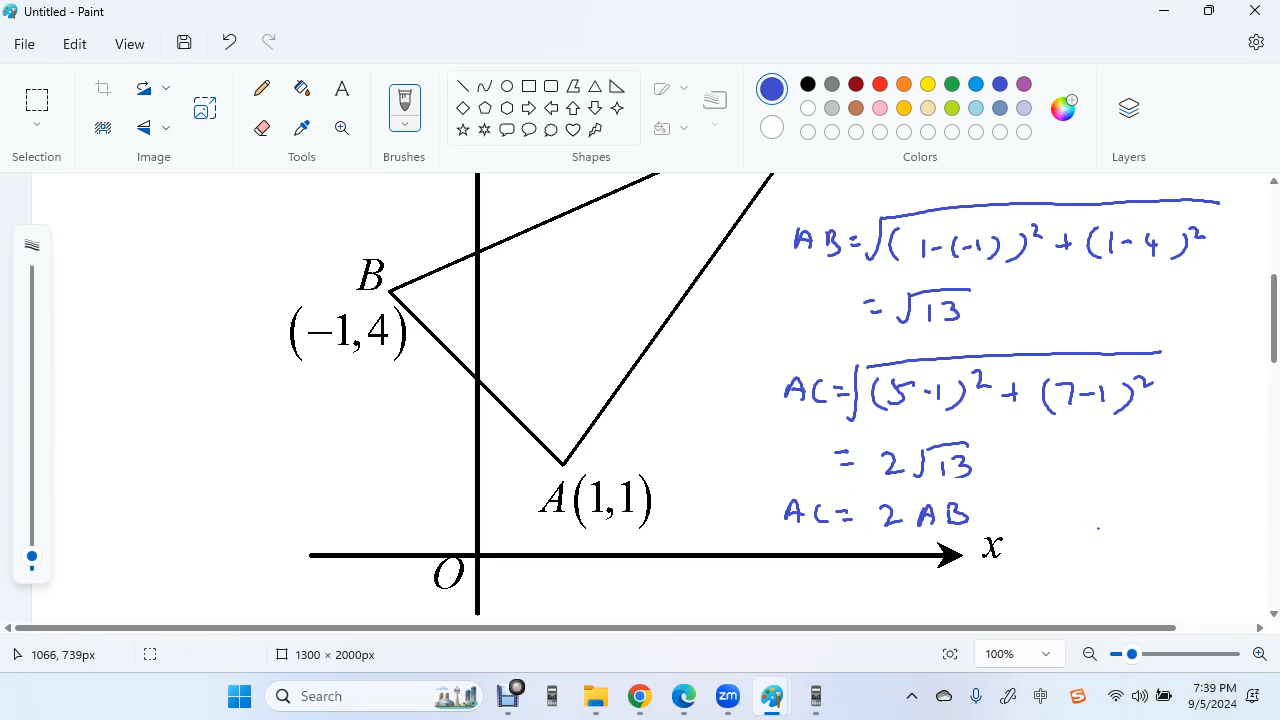 Untitled - Paint
File Edit View
Selection Image Tools Brushes Shapes Colors Layers
AB=√(1-(-1))²+(1-4)²
B
(−1,4)
=√13
AC=√(5-1)²+(7-1)²
= 2√13
A(1,1)
AC= 2AB
x
O
1066, 739px 1300 × 2000px 100%
Search zm 中 S 7:39 PM
9/5/2024